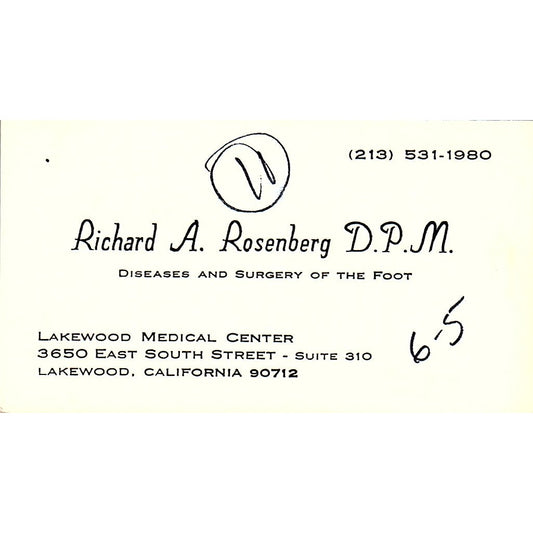 (213) 531-1980
11
Richard A. Rosenberg D.P.M.
Diseases and Surgery of the Foot
Lakewood Medical Center
3650 East South Street - Suite 310
Lakewood, California 90712
6-5